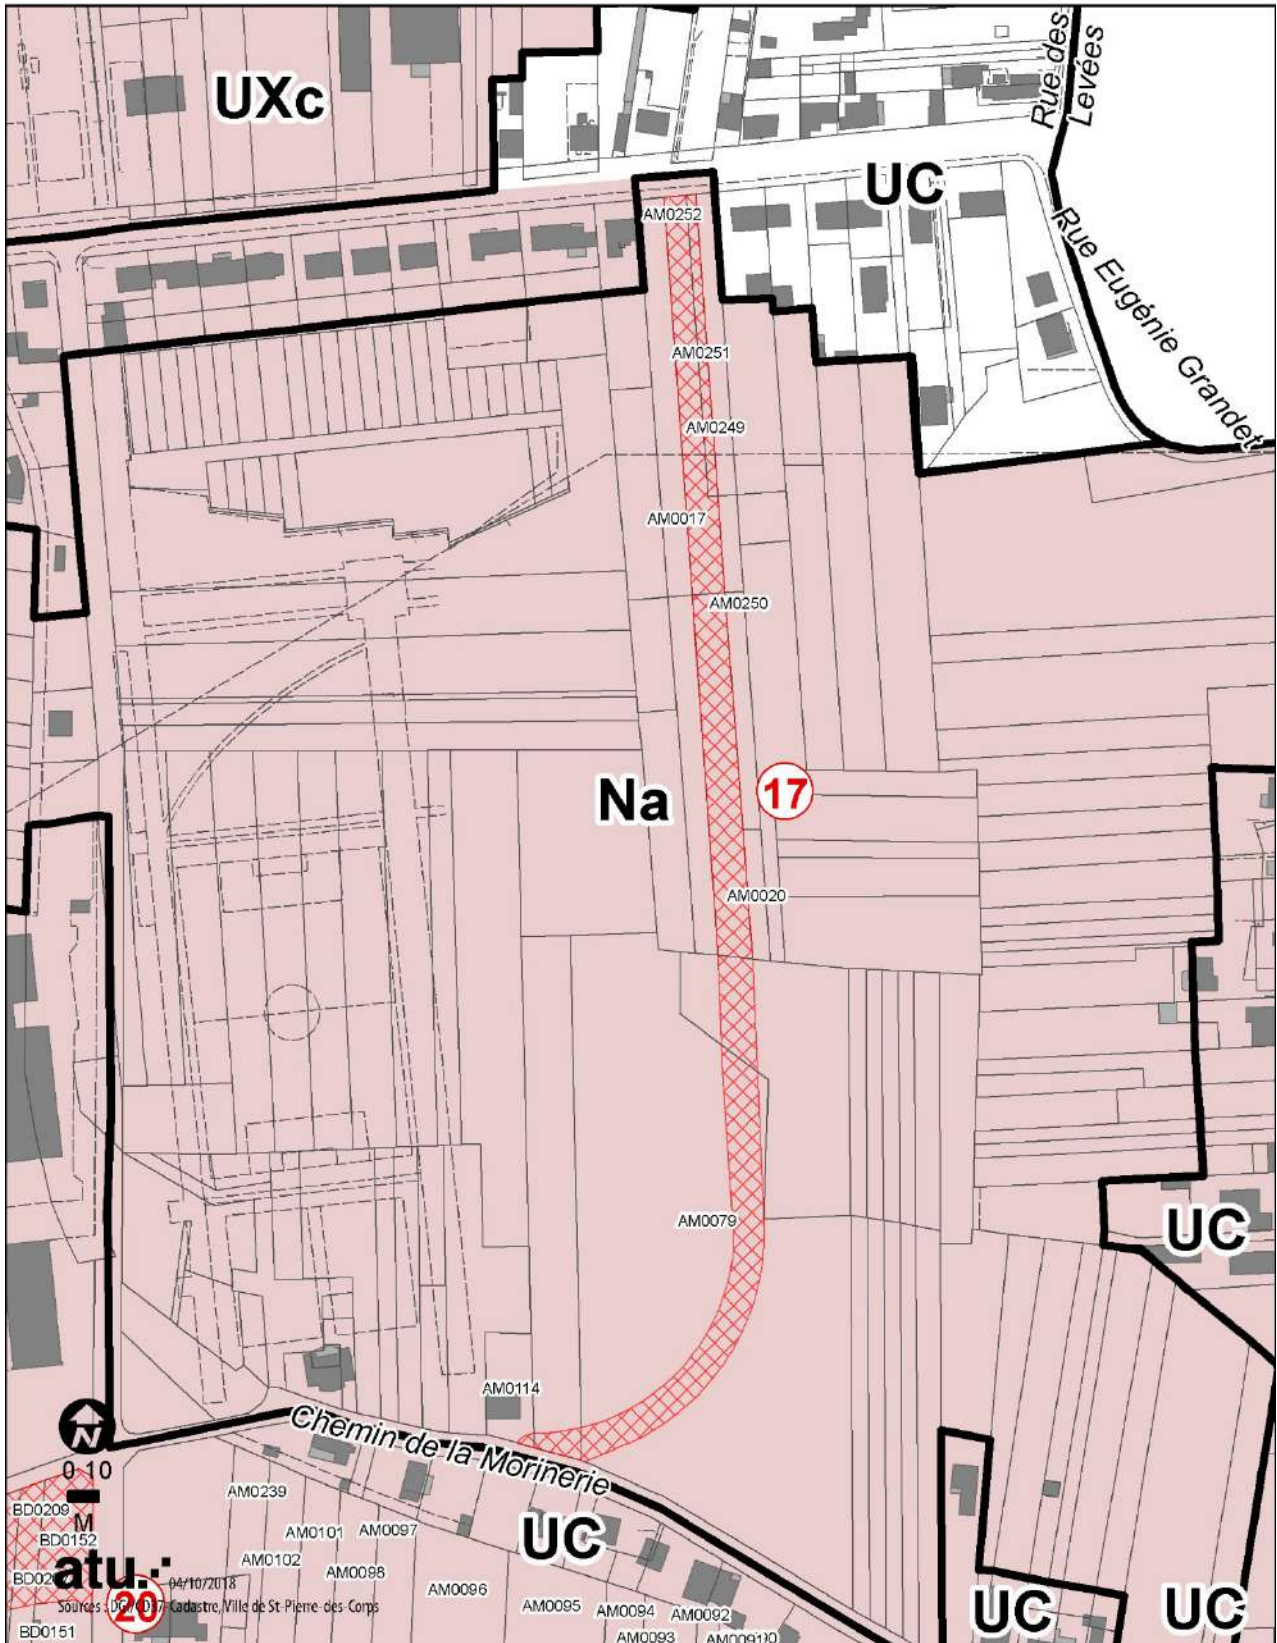 UXc
Rue des
Levées
UC
AM0252
Rue Eugénie Grandet
AM0251
AM0249
AM0017
AM0250
Na
17
AM0020
AM0079
UC
AM0114
Chemin de la Morinerie
N
0 10
M
BD0209
BD0152
AM0239
AM0101
AM0097
AM0102
AM0098
UC
atu.
04/10/2018
20
AM0096
Cadastre, Ville de St-Pierre-des-Corps
AM0095
AM0094
AM0092
UC
UC
BD0151
AM0093